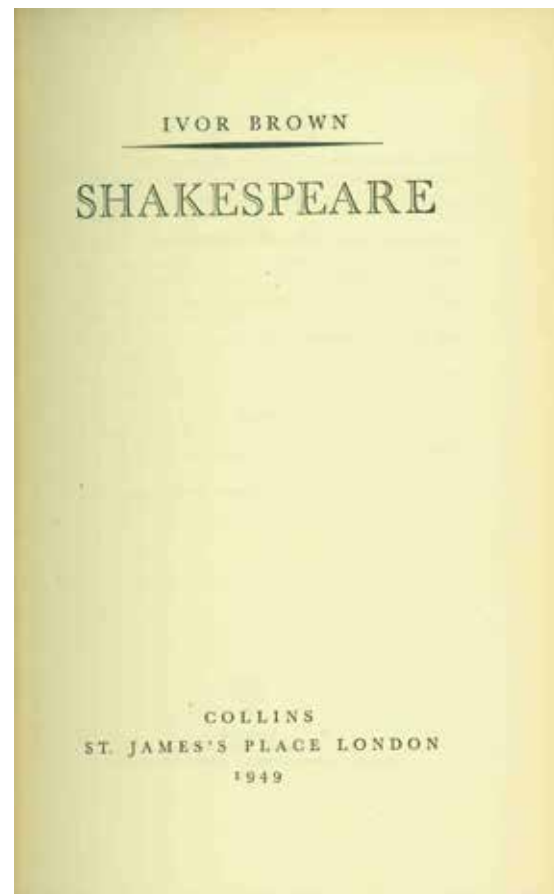 IVOR BROWN
SHAKESPEARE
COLLINS
ST. JAMES'S PLACE LONDON
1949